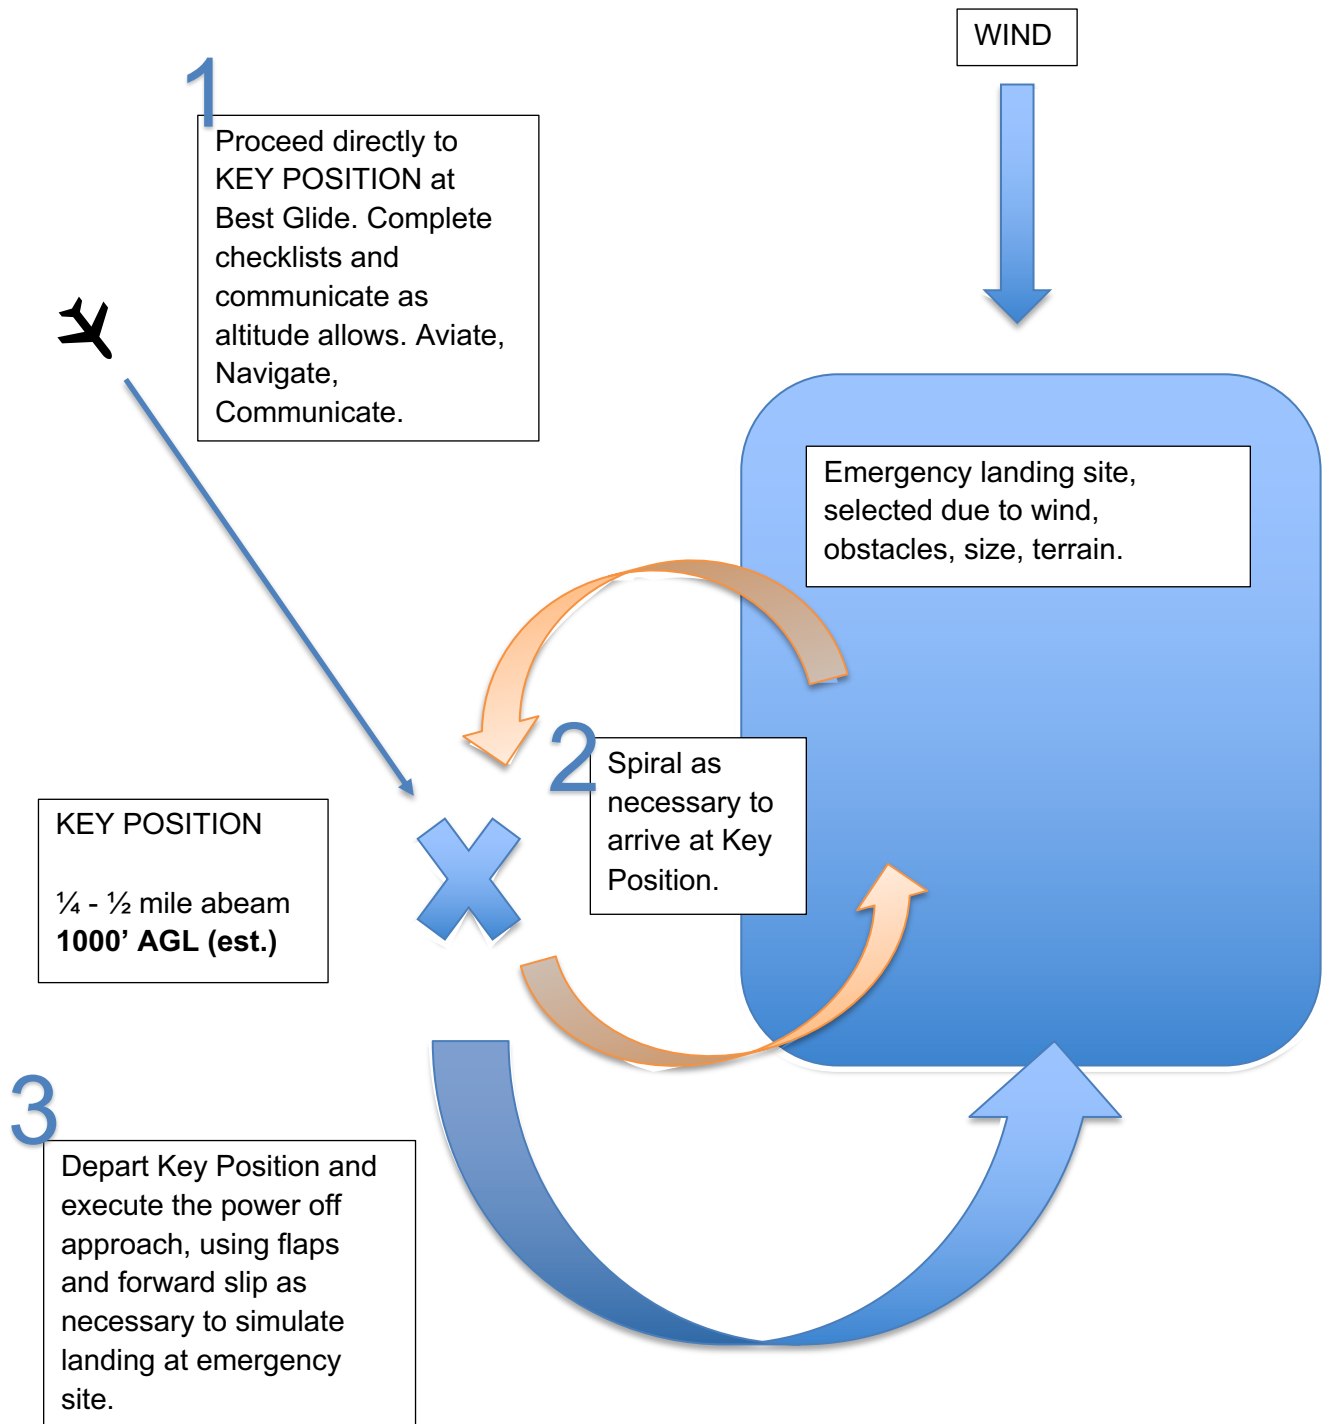 WIND
1
Proceed directly to
KEY POSITION at
Best Glide. Complete
checklists and
communicate as
altitude allows. Aviate,
Navigate,
Communicate.
Emergency landing site,
selected due to wind,
obstacles, size, terrain.
2
Spiral as
necessary to
arrive at Key
Position.
KEY POSITION
¼ - ½ mile abeam
1000’ AGL (est.)
3
Depart Key Position and
execute the power off
approach, using flaps
and forward slip as
necessary to simulate
landing at emergency
site.